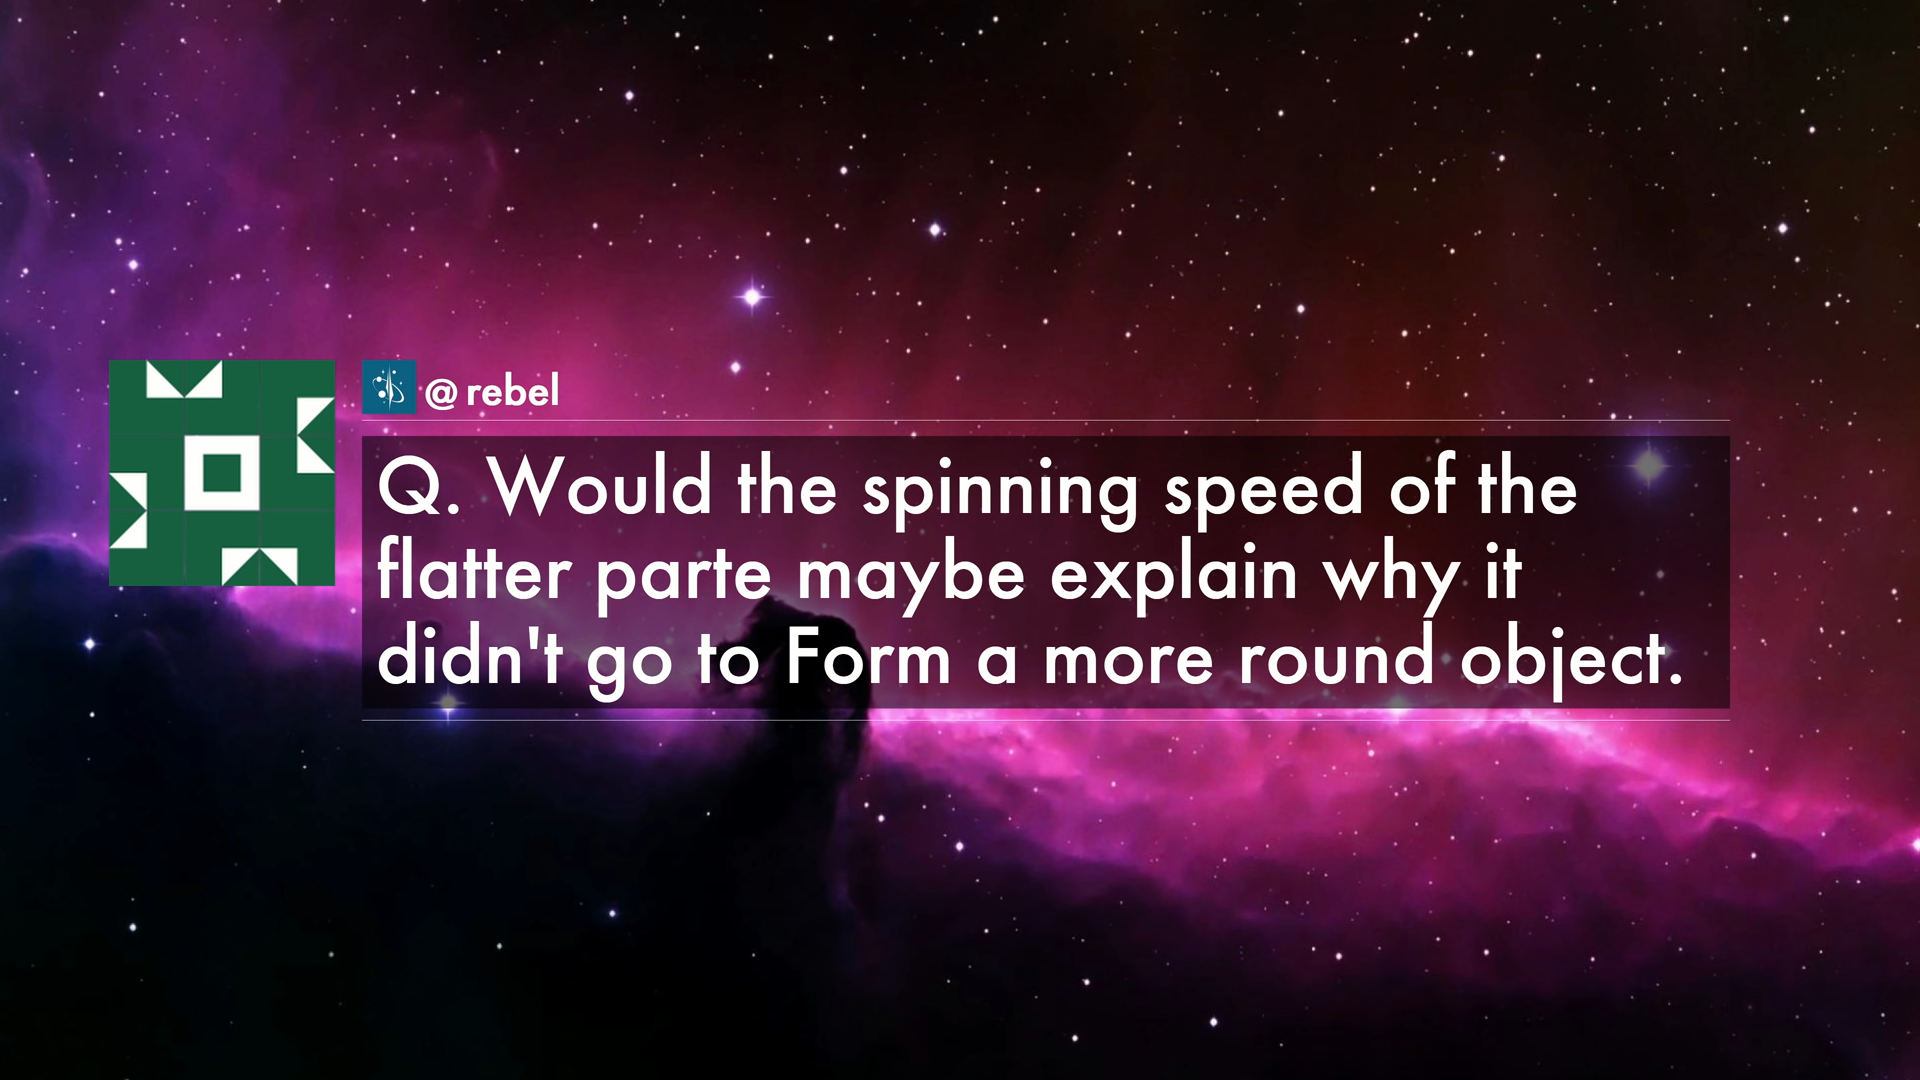 @rebel
Q. Would the spinning speed of the
flatter parte maybe explain why it
didn't go to Form a more round object.